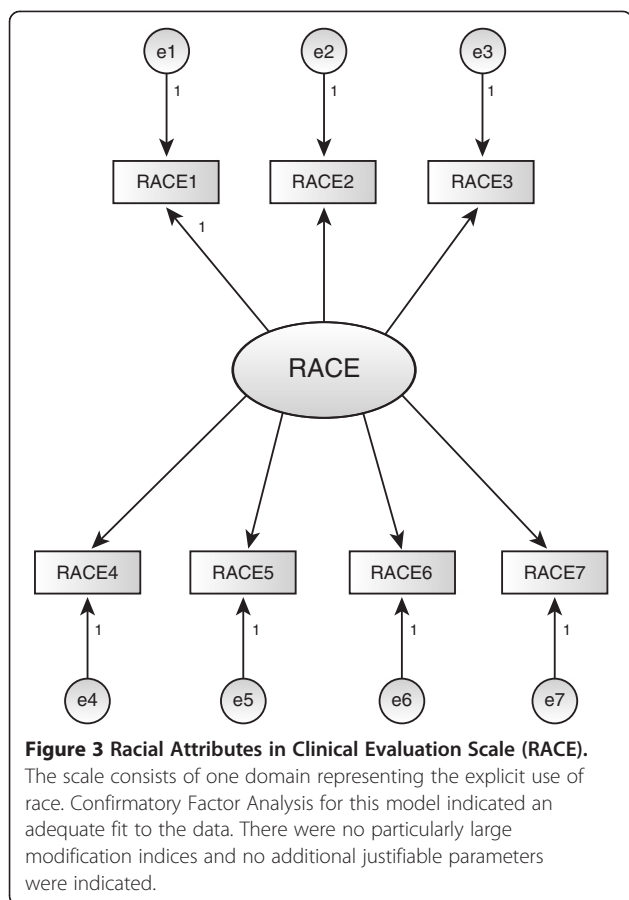 e1 e2 e3
1 1 1
RACE1 RACE2 RACE3
1
RACE
RACE4 RACE5 RACE6 RACE7
1 1 1 1
e4 e5 e6 e7
Figure 3 Racial Attributes in Clinical Evaluation Scale (RACE).
The scale consists of one domain representing the explicit use of
race. Confirmatory Factor Analysis for this model indicated an
adequate fit to the data. There were no particularly large
modification indices and no additional justifiable parameters
were indicated.